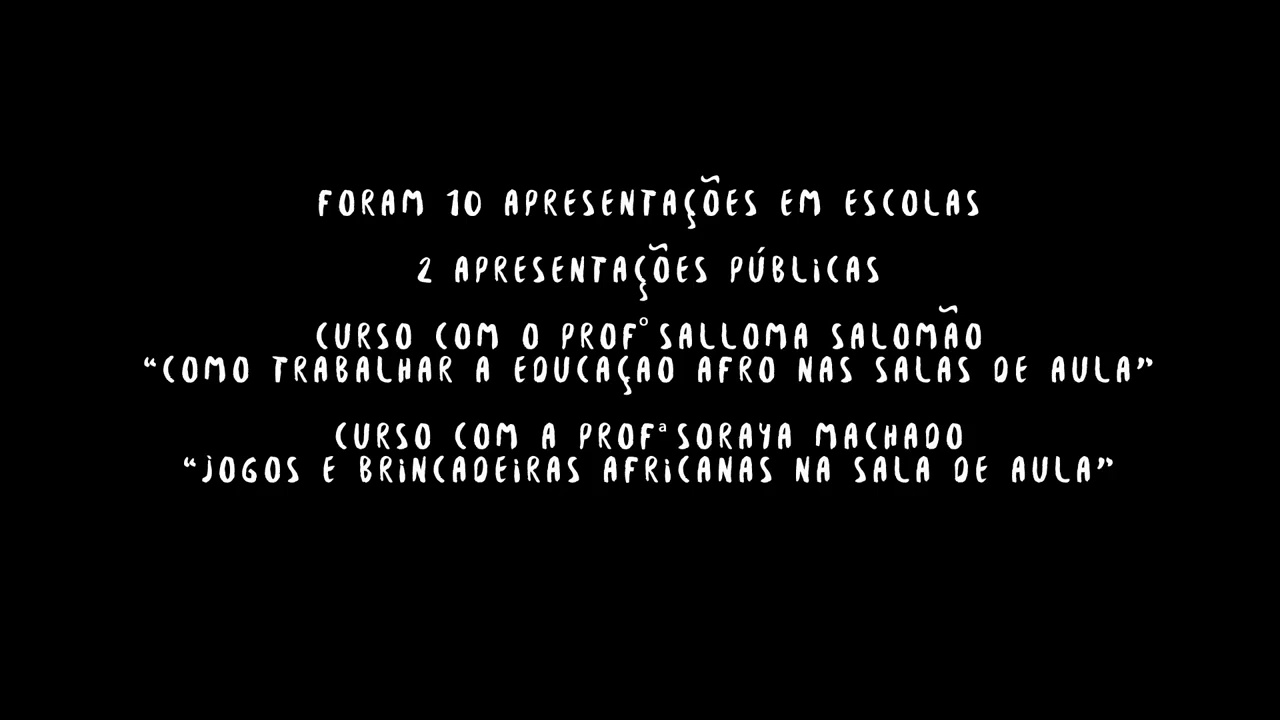 FORAM 10 APRESENTAÇÕES EM ESCOLAS
2 APRESENTAÇÕES PÚBLICAS
CURSO COM O PROFº SALLOMA SALOMÃO
“COMO TRABALHAR A EDUCAÇAO AFRO NAS SALAS DE AULA”
CURSO COM A PROFª SORAYA MACHADO
“JOGOS E BRINCADEIRAS AFRICANAS NA SALA DE AULA”